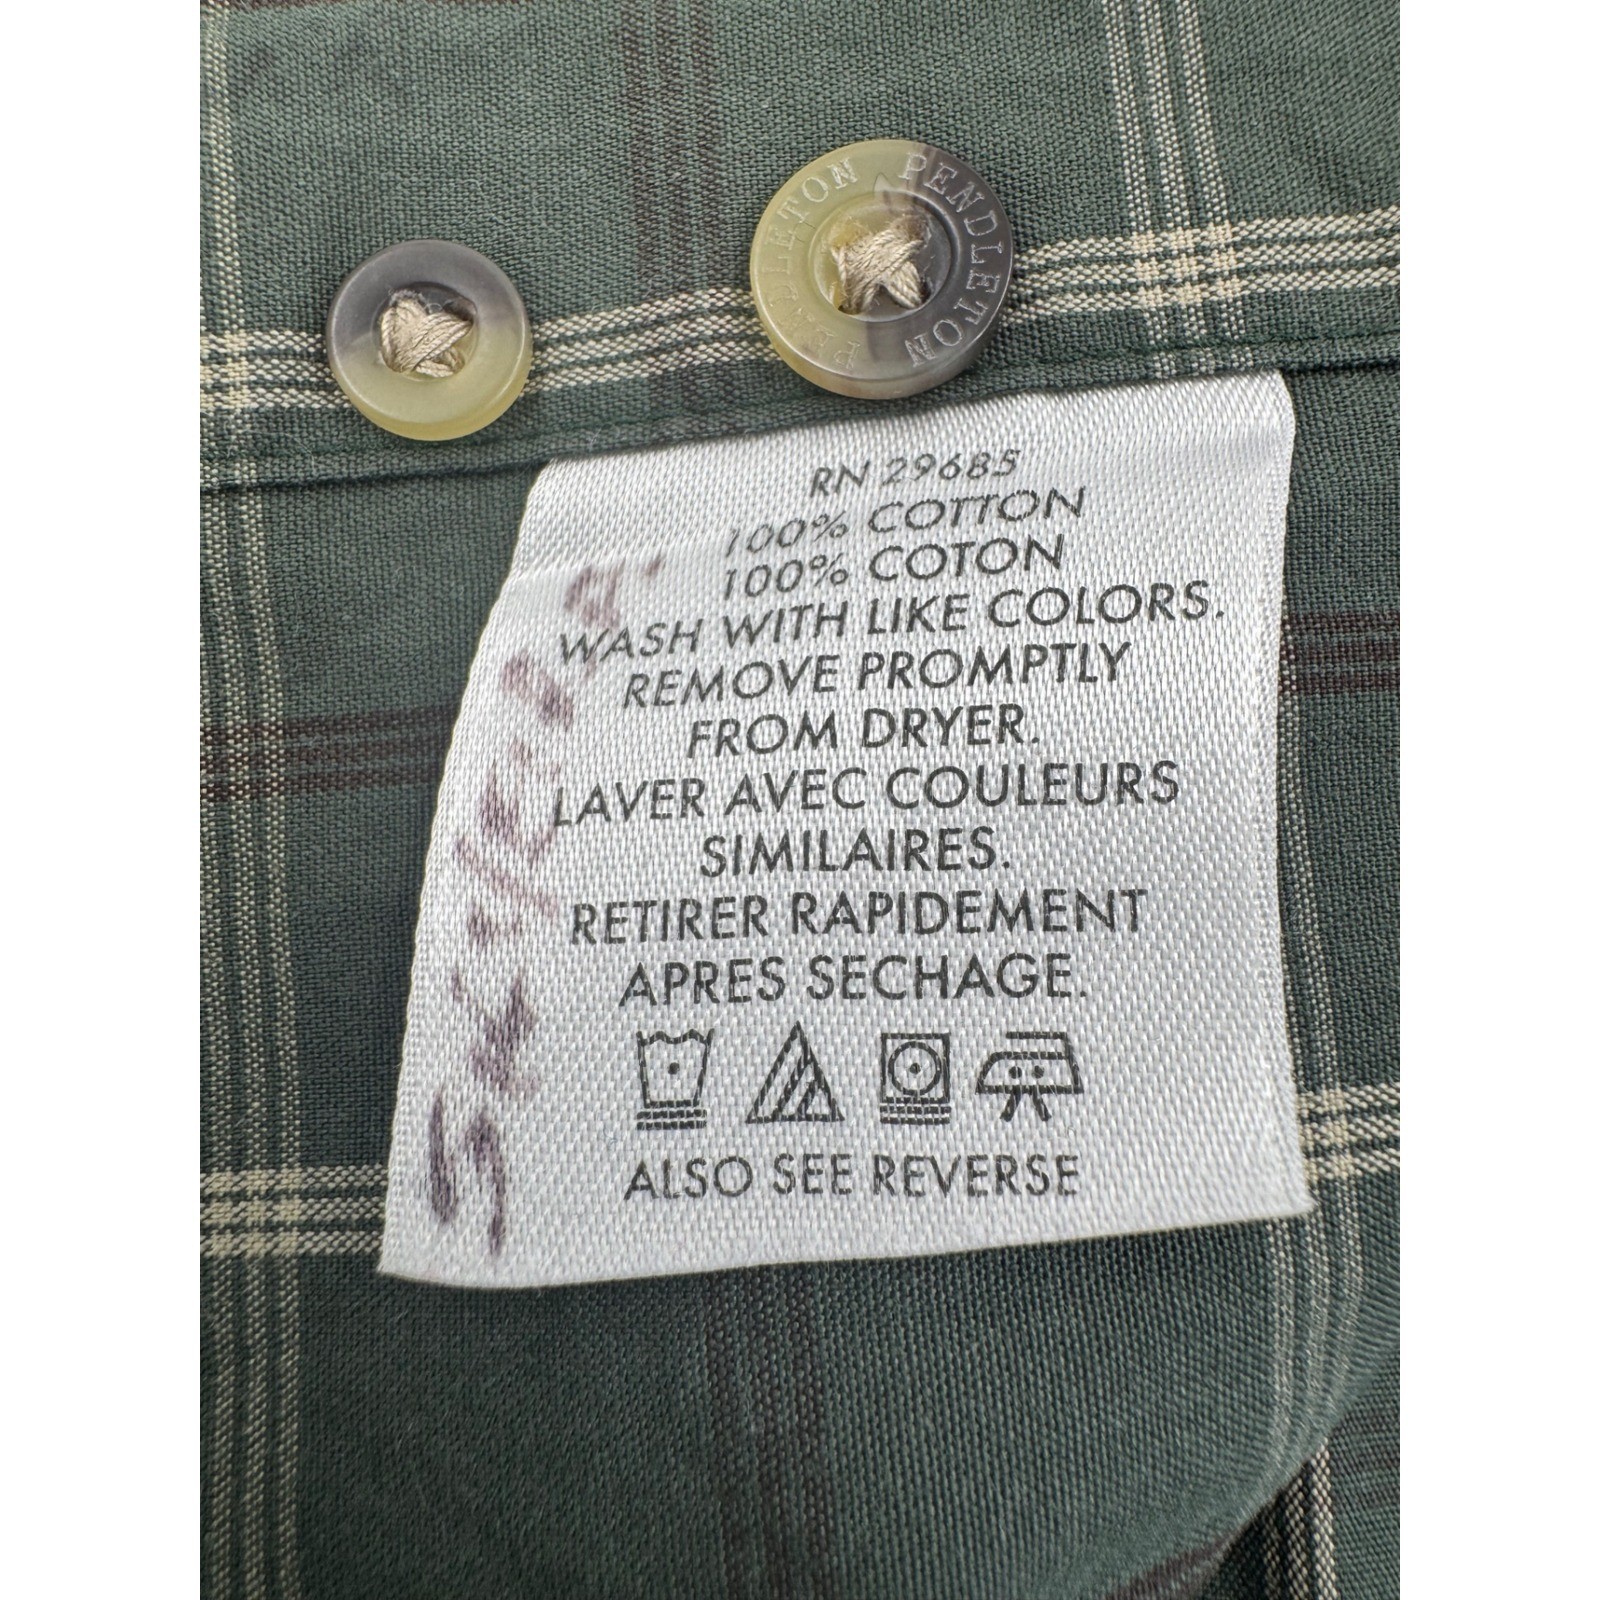 PENDLETON PENDLETON
RN 29685
100% COTTON
100% COTON
WASH WITH LIKE COLORS.
REMOVE PROMPTLY
FROM DRYER.
LAVER AVEC COULEURS
SIMILAIRES.
RETIRER RAPIDEMENT
APRES SECHAGE.
ALSO SEE REVERSE